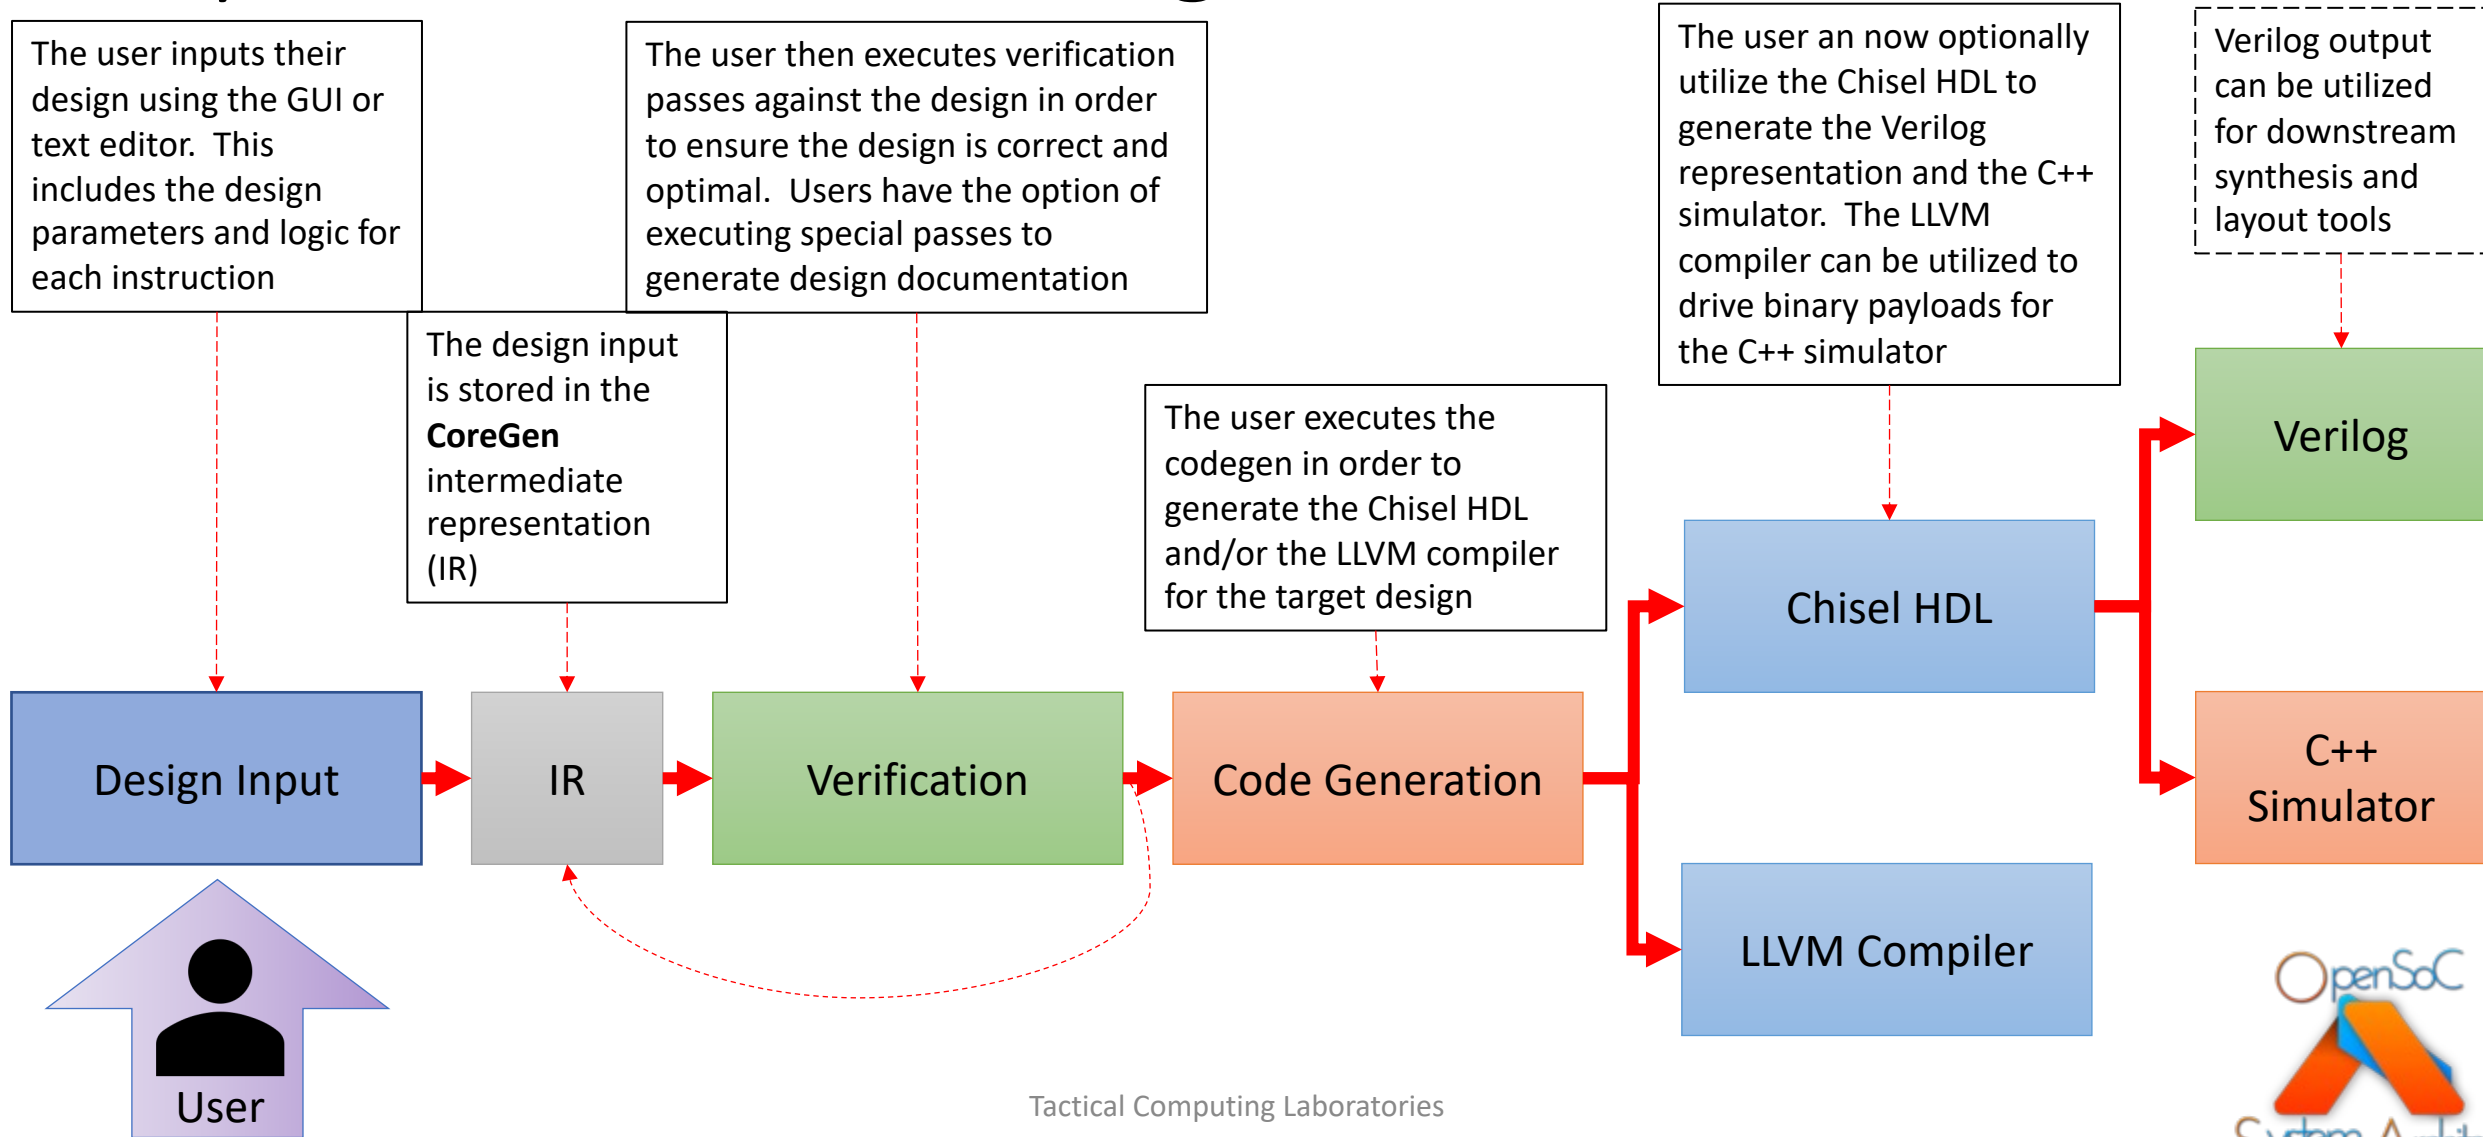 The user inputs their
design using the GUI or
text editor. This
includes the design
parameters and logic for
each instruction
The design input
is stored in the
CoreGen
intermediate
representation
(IR)
The user then executes verification
passes against the design in order
to ensure the design is correct and
optimal. Users have the option of
executing special passes to
generate design documentation
The user executes the
codegen in order to
generate the Chisel HDL
and/or the LLVM compiler
for the target design
The user an now optionally
utilize the Chisel HDL to
generate the Verilog
representation and the C++
simulator. The LLVM
compiler can be utilized to
drive binary payloads for
the C++ simulator
Verilog output
can be utilized
for downstream
synthesis and
layout tools
Verilog
Chisel HDL
Design Input
IR
Verification
Code Generation
C++
Simulator
LLVM Compiler
User
Tactical Computing Laboratories
OpenSoC
System